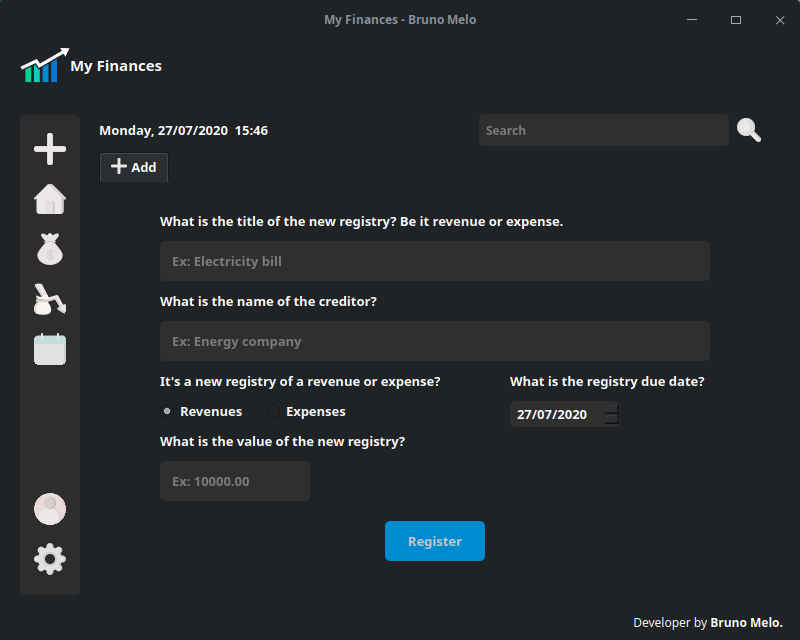 My Finances - Bruno Melo
My Finances
Monday, 27/07/2020 15:46
Search
Add
What is the title of the new registry? Be it revenue or expense.
Ex: Electricity bill
What is the name of the creditor?
Ex: Energy company
It's a new registry of a revenue or expense?
What is the registry due date?
Revenues
Expenses
27/07/2020
What is the value of the new registry?
Ex: 10000.00
Register
Developer by Bruno Melo.